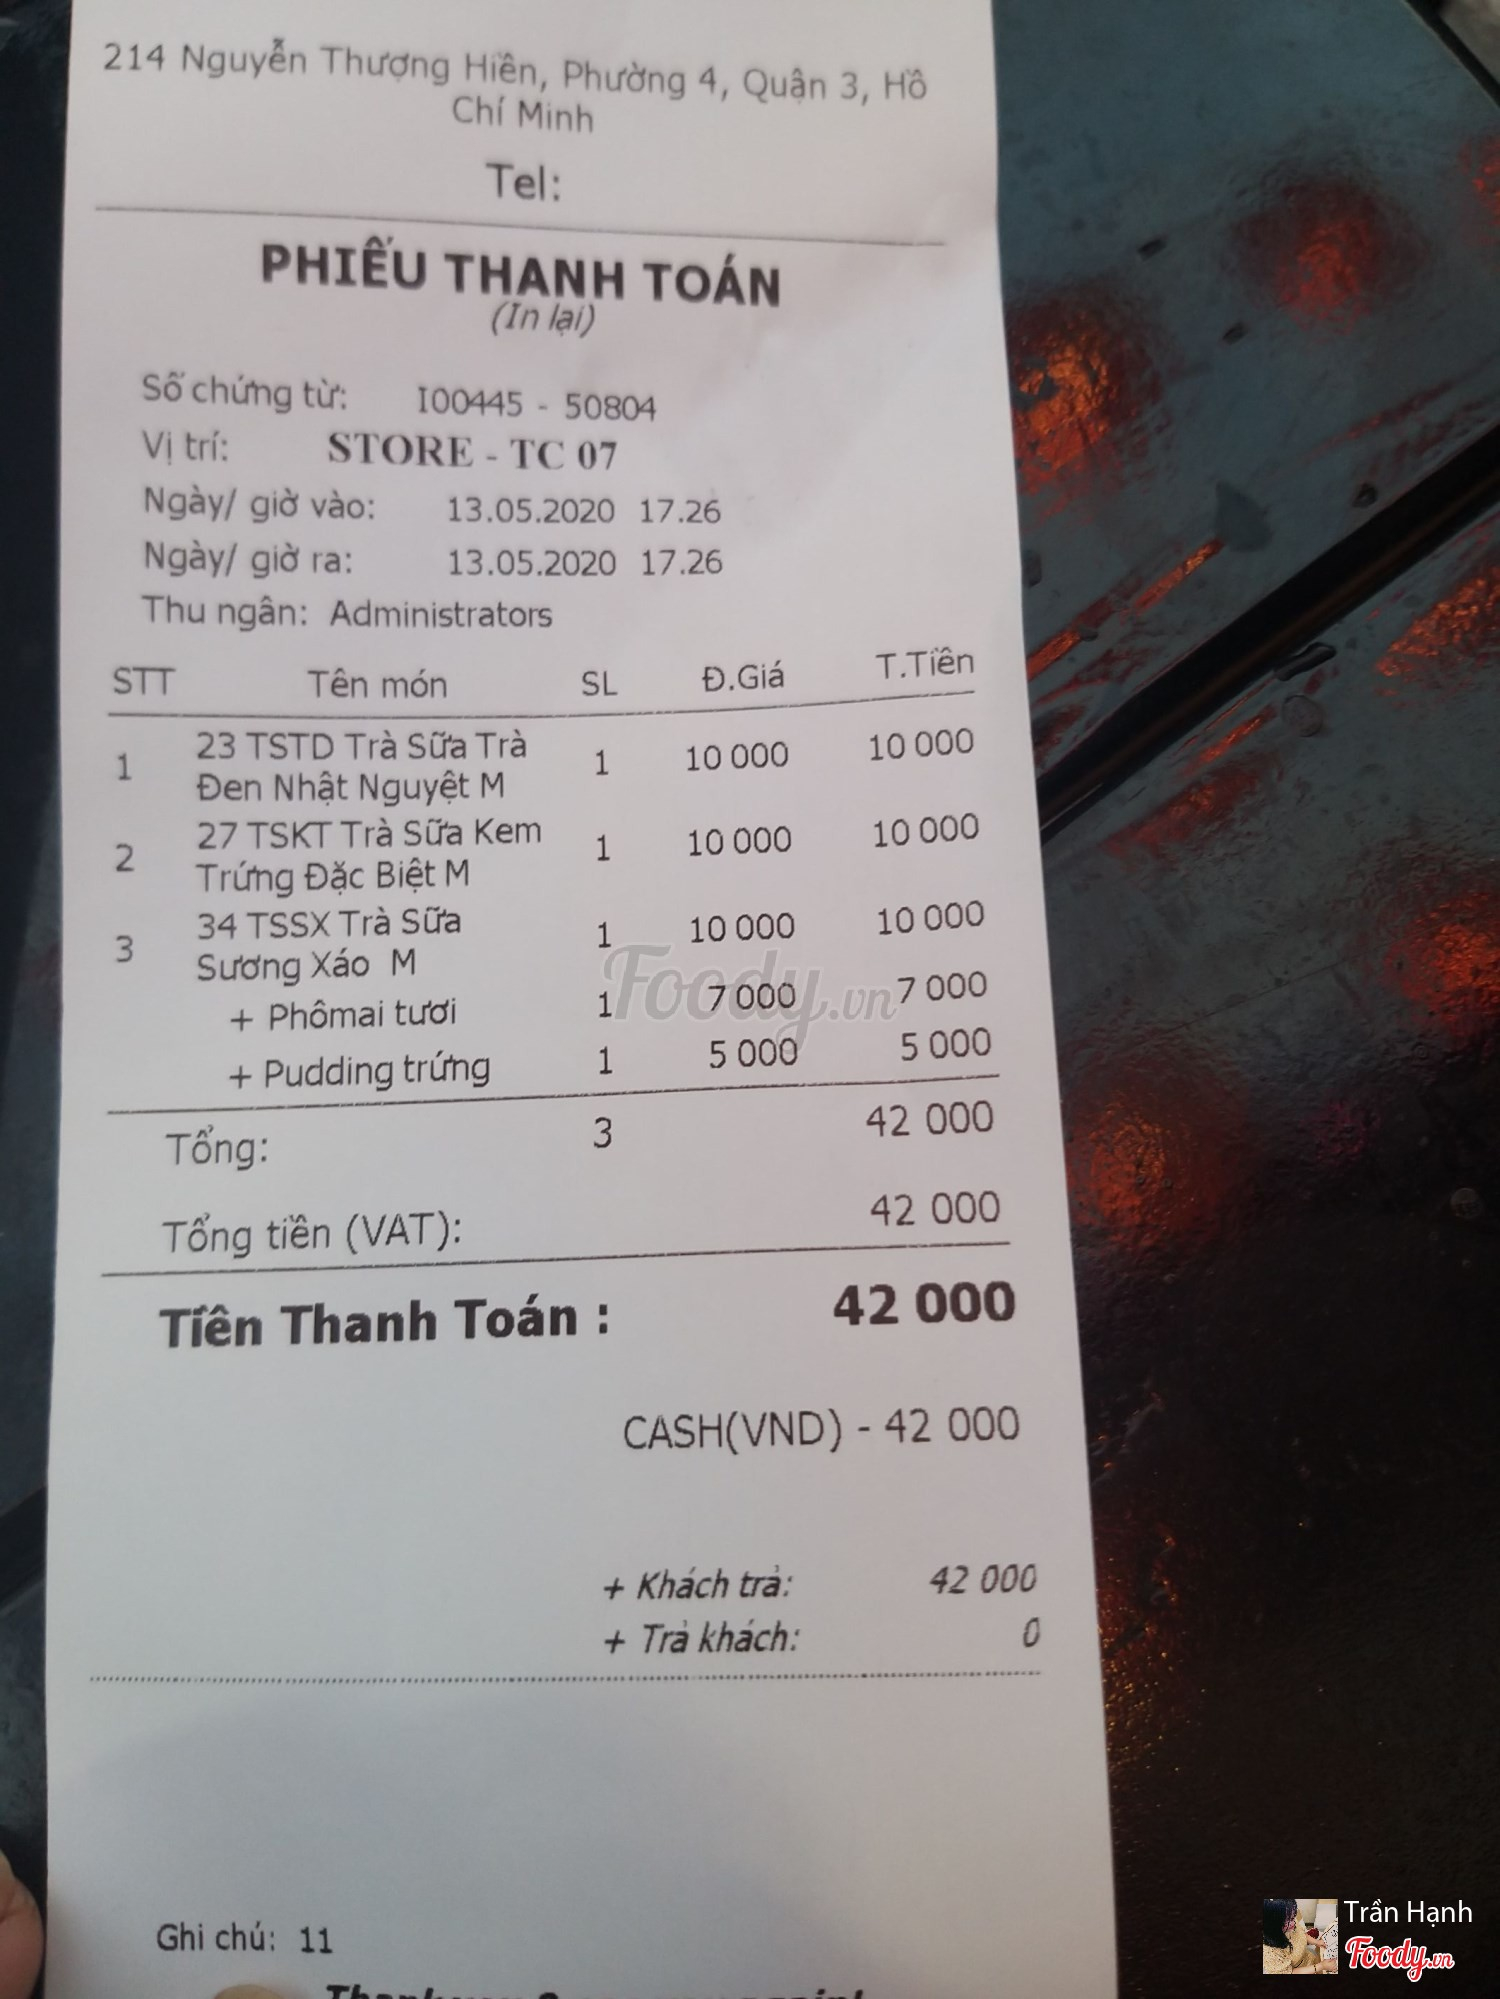 214 Nguyễn Thượng Hiền, Phường 4, Quận 3, Hồ
Chí Minh
Tel:
PHIẾU THANH TOÁN
(In lại)
Số chứng từ: I00445 - 50804
Vị trí: STORE - TC 07
Ngày/ giờ vào: 13.05.2020 17.26
Ngày/ giờ ra: 13.05.2020 17.26
Thu ngân: Administrators
STT Tên món SL Đ.Giá T.Tiền
1 23 TSTD Trà Sữa Trà 1 10 000 10 000
Đen Nhật Nguyệt M
2 27 TSKT Trà Sữa Kem 1 10 000 10 000
Trứng Đặc Biệt M
3 34 TSSX Trà Sữa 1 10 000 10 000
Sương Xáo M
+ Phômai tươi 1 7 000 7 000
+ Pudding trứng 1 5 000 5 000
Tổng: 3 42 000
Tổng tiền (VAT): 42 000
Tiền Thanh Toán : 42 000
CASH(VND) - 42 000
+ Khách trả: 42 000
+ Trả khách: 0
Ghi chú: 11
Foody.vn
Trần Hạnh
Foody.vn